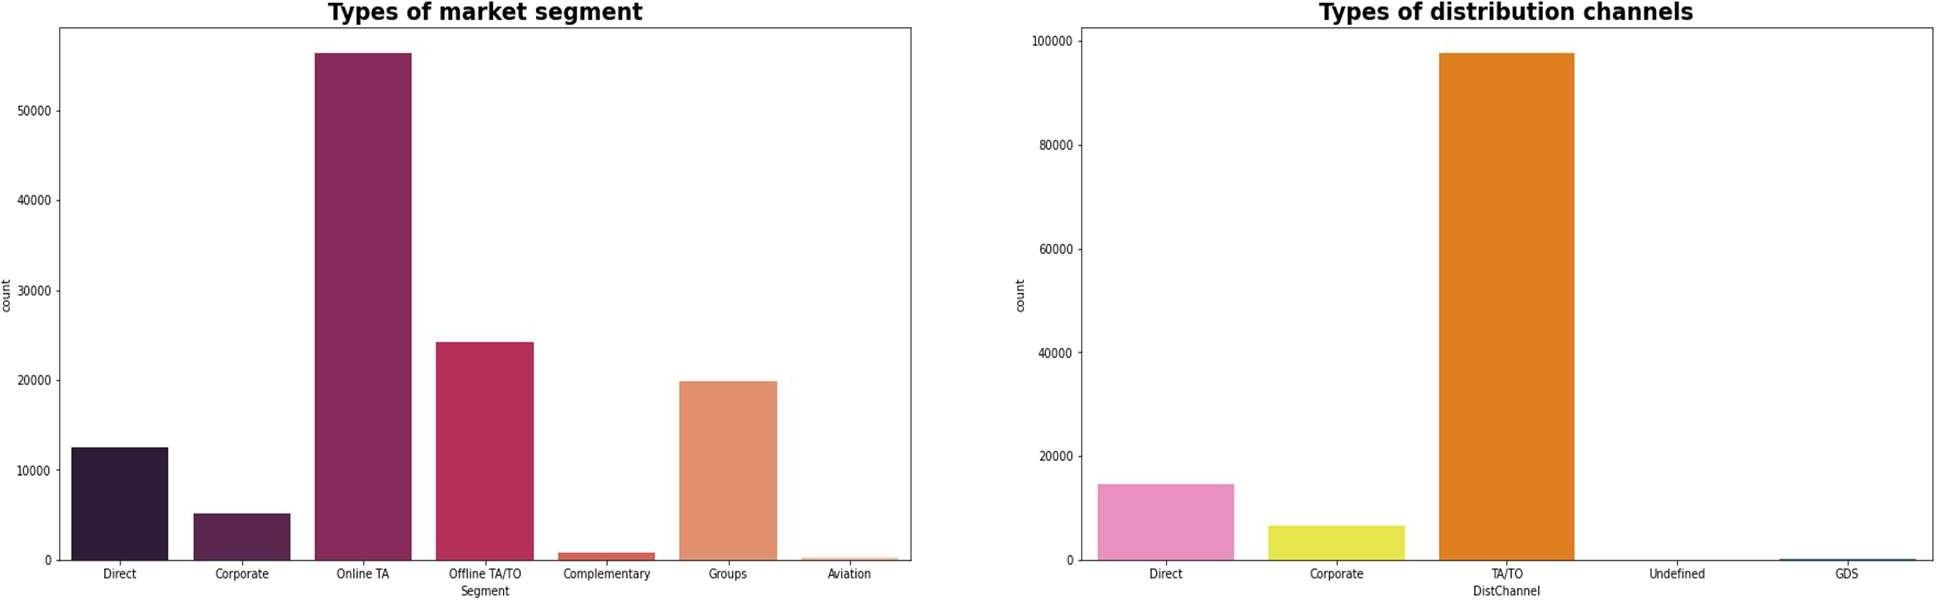 Types of market segment
50000
40000
30000
20000
10000
0
count
Direct Corporate Online TA Offline TA/TO Complementary Groups Aviation
Segment
Types of distribution channels
100000
80000
60000
40000
20000
0
count
Direct Corporate TA/TO Undefined GDS
DistChannel